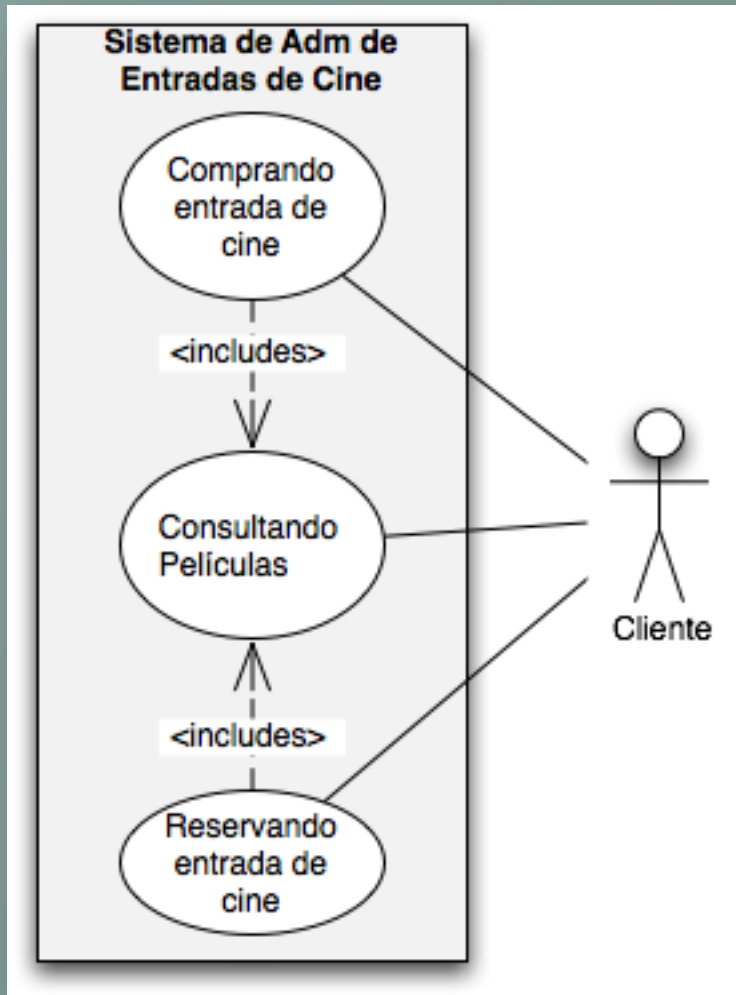 Sistema de Adm de
Entradas de Cine
Comprando
entrada de
cine
<includes>
Consultando
Películas
Cliente
<includes>
Reservando
entrada de
cine